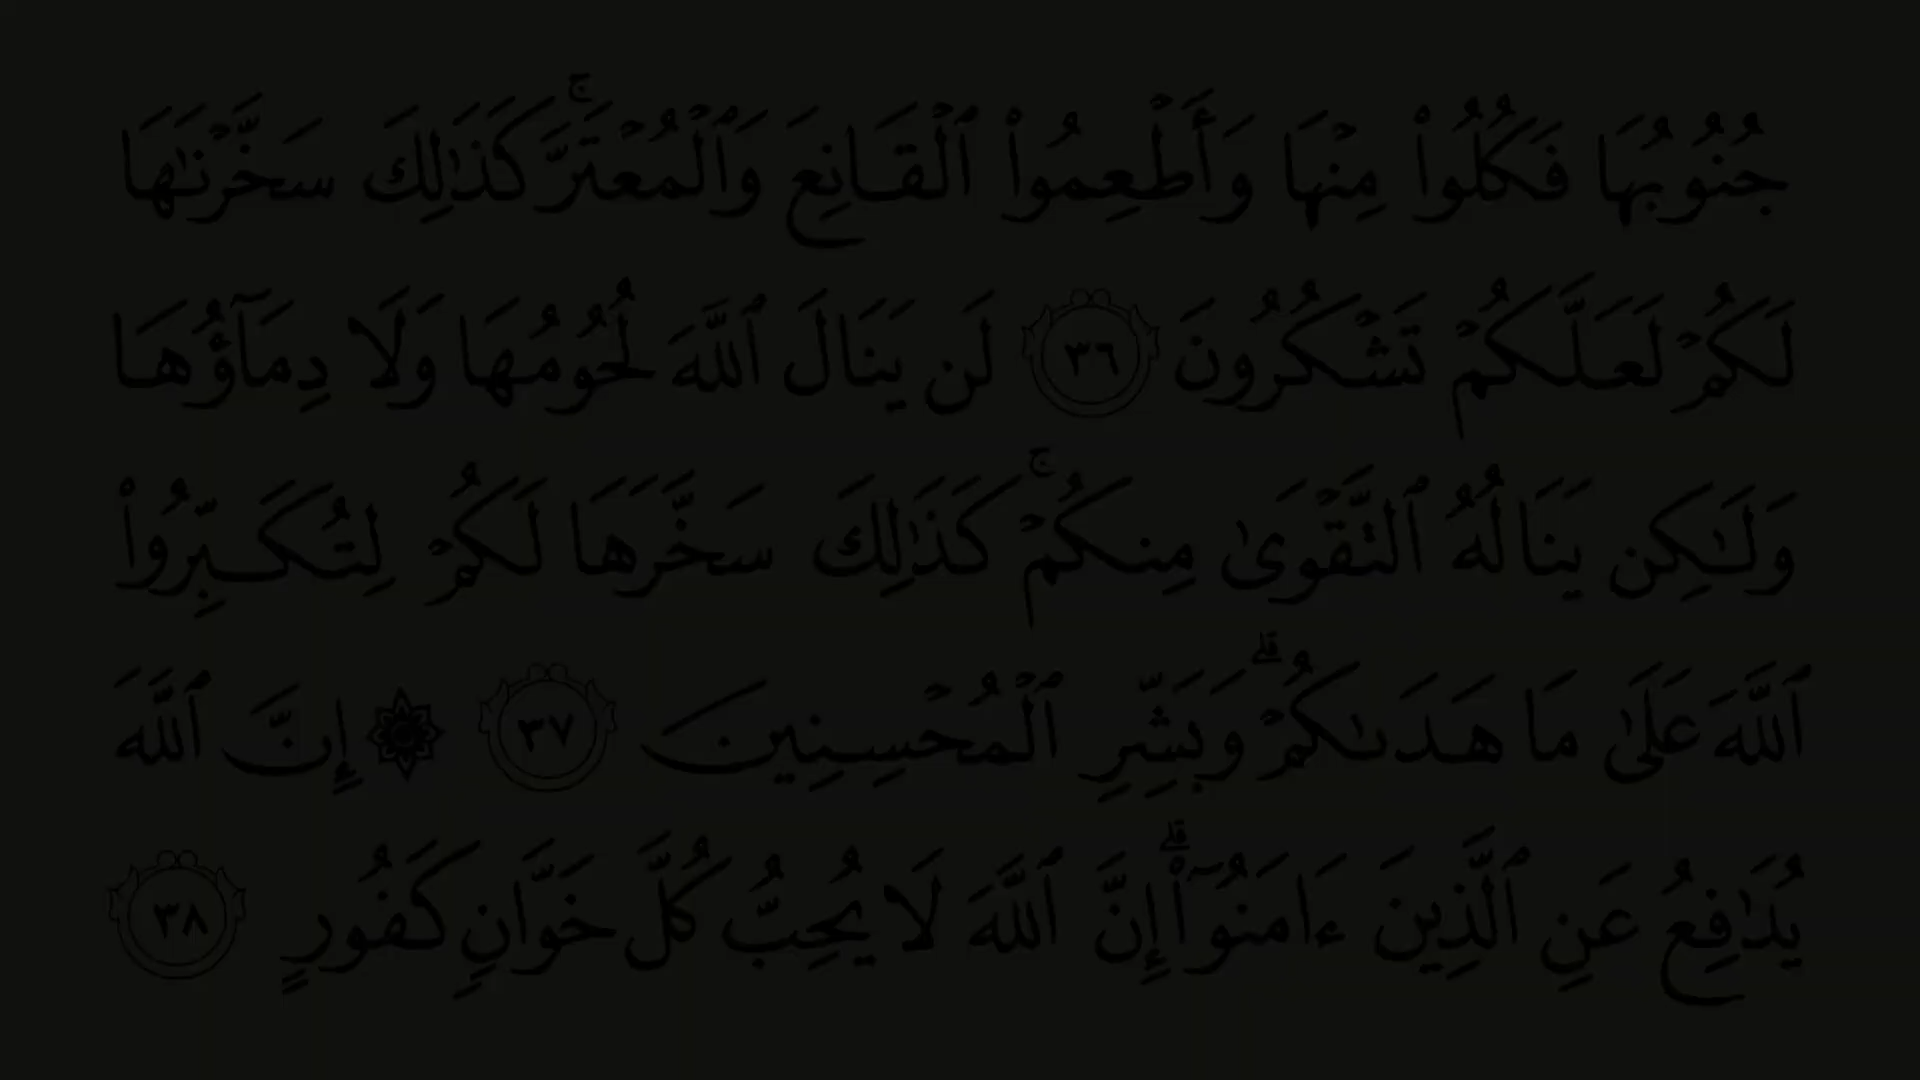 جُنُوبُهَا فَكُلُوا۟ مِنْهَا وَأَطْعِمُوا۟ ٱلْقَانِعَ وَٱلْمُعْتَرَّ ۚ كَذَٰلِكَ سَخَّرْنَٰهَا
لَكُمْ لَعَلَّكُمْ تَشْكُرُونَ ٣٦ لَن يَنَالَ ٱللَّهَ لُحُومُهَا وَلَا دِمَآؤُهَا
وَلَٰكِن يَنَالُهُ ٱلتَّقْوَىٰ مِنكُمْ ۚ كَذَٰلِكَ سَخَّرَهَا لَكُمْ لِتُكَبِّرُوا۟
ٱللَّهَ عَلَىٰ مَا هَدَىٰكُمْ ۗ وَبَشِّرِ ٱلْمُحْسِنِينَ ٣٧ ۞ إِنَّ ٱللَّهَ
يُدَٰفِعُ عَنِ ٱلَّذِينَ ءَامَنُوٓا۟ ۗ إِنَّ ٱللَّهَ لَا يُحِبُّ كُلَّ خَوَّانٍ كَفُورٍ ٣٨